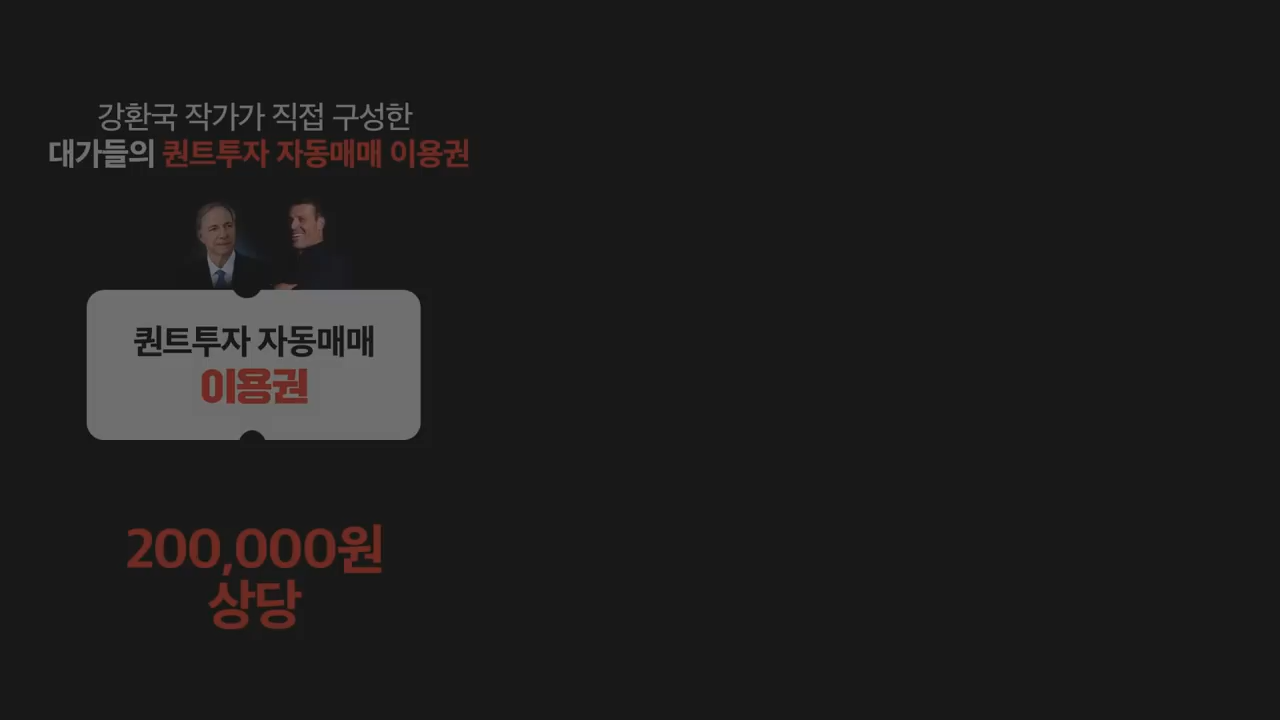 강환국 작가가 직접 구성한
대가들의 퀀트투자 자동매매 이용권
퀀트투자 자동매매
이용권
200,000원
상당